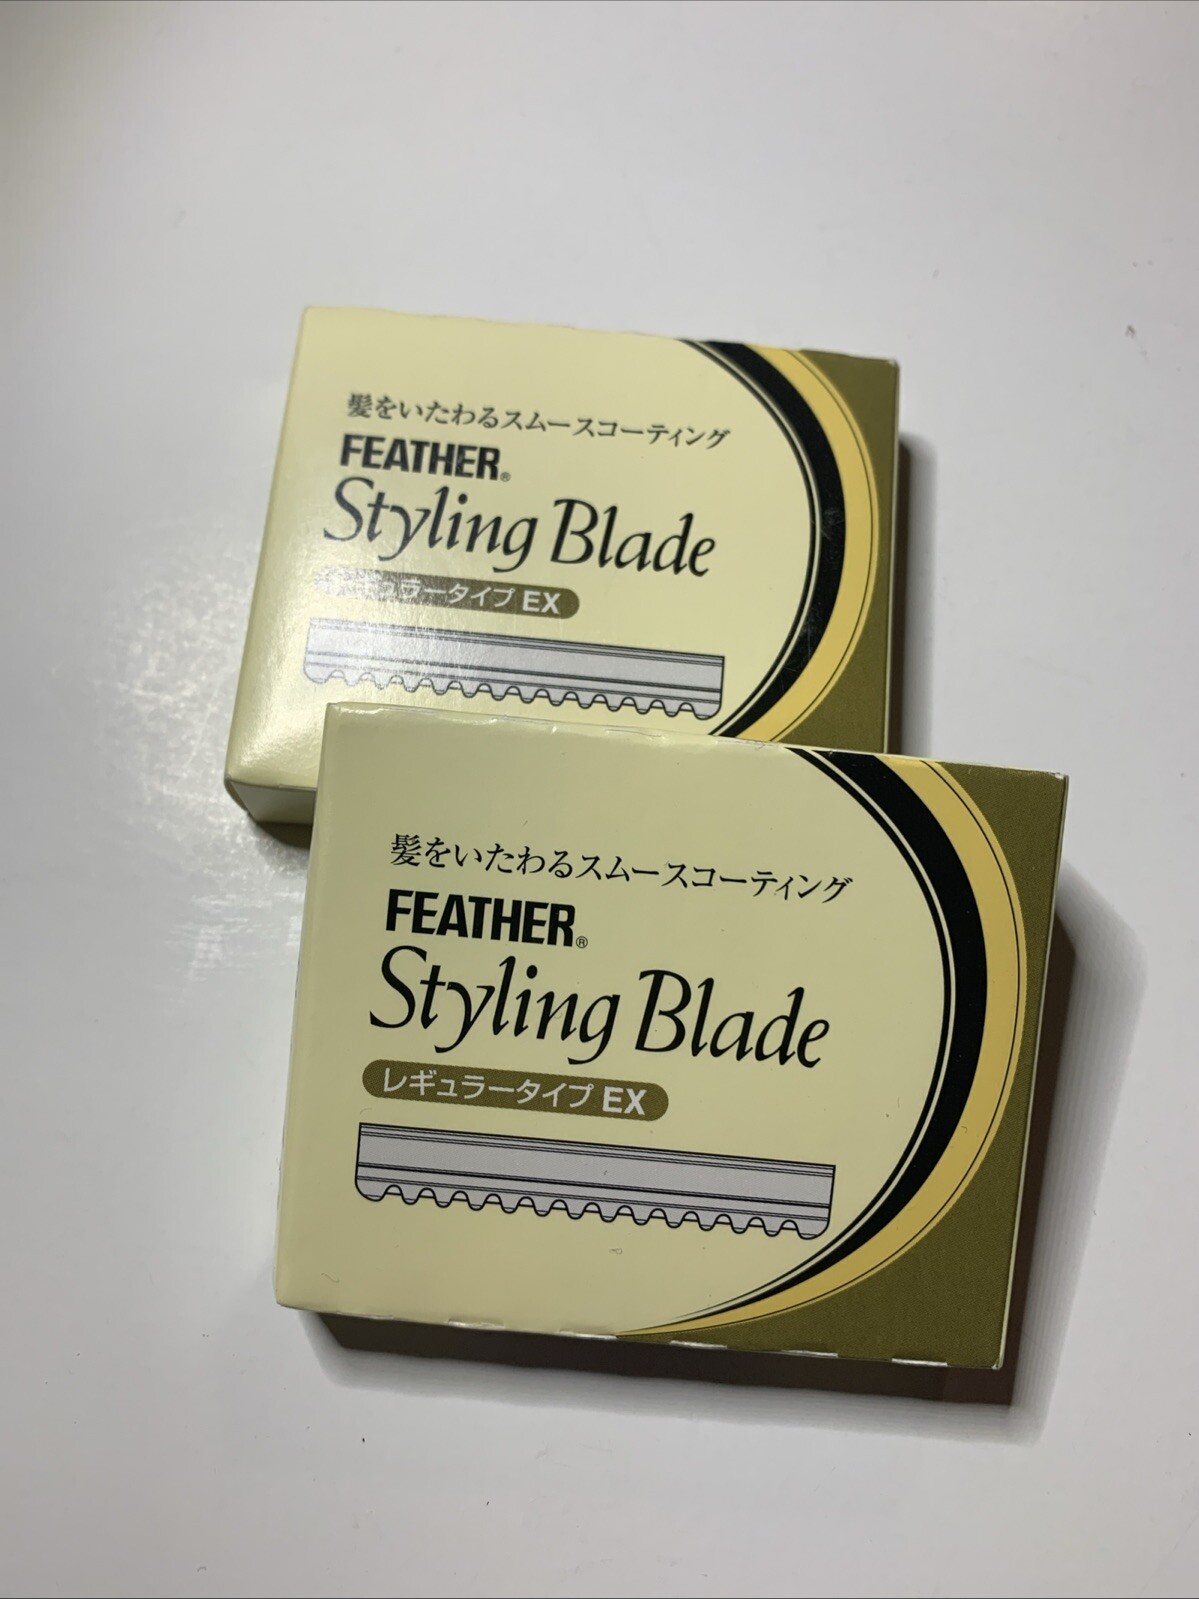 髪をいたわるスムースコーティング
FEATHER®
Styling Blade
ラータイプ EX
髪をいたわるスムースコーティング
FEATHER®
Styling Blade
レギュラータイプ EX